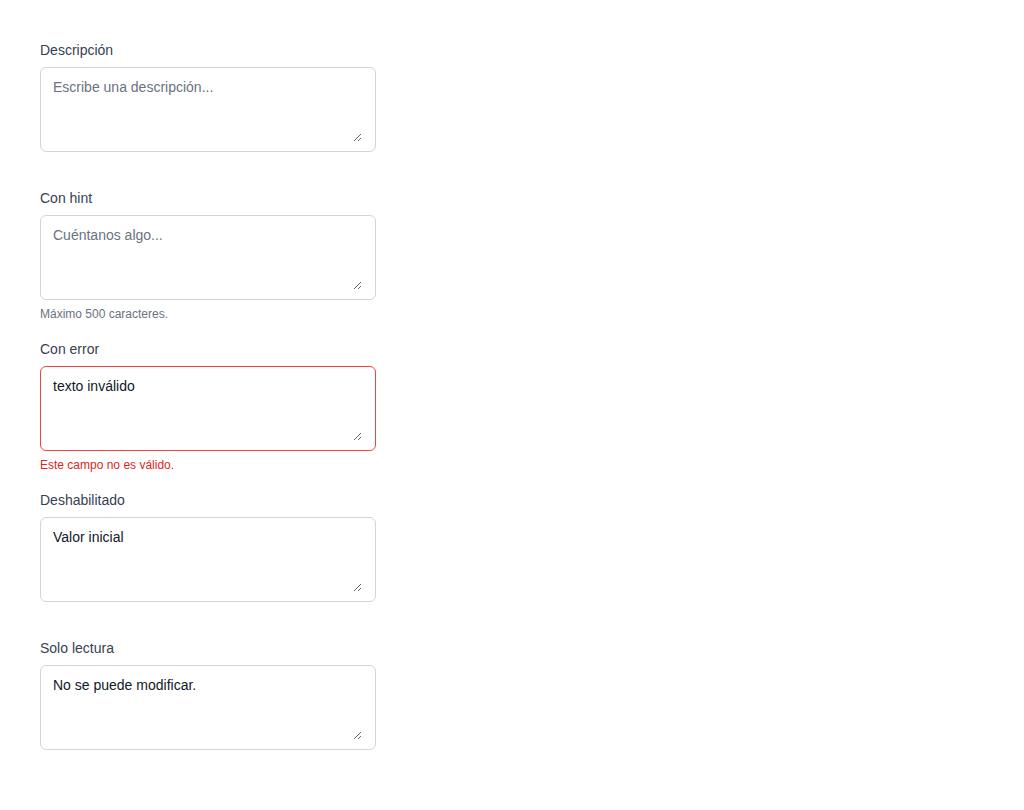 Descripción
Escribe una descripción...
Con hint
Cuéntanos algo...
Máximo 500 caracteres.
Con error
texto inválido
Este campo no es válido.
Deshabilitado
Valor inicial
Solo lectura
No se puede modificar.